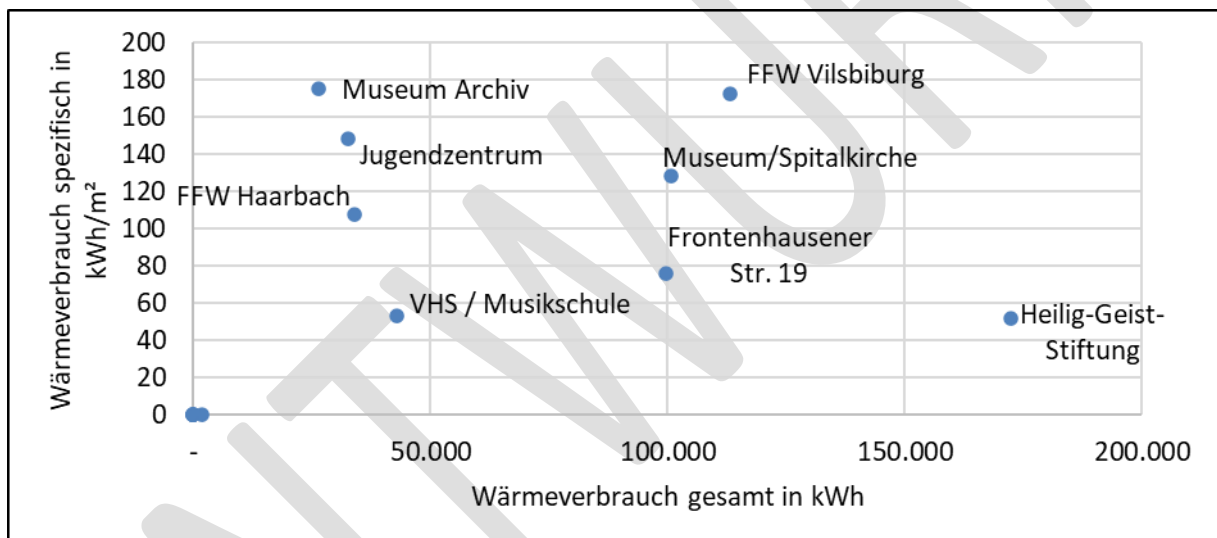 Wärmeverbrauch spezifisch in
kWh/m²
200
180
160
140
120
100
80
60
40
20
0
Museum Archiv
FFW Vilsbiburg
Jugendzentrum
Museum/Spitalkirche
FFW Haarbach
Frontenhausener
Str. 19
VHS / Musikschule
Heilig-Geist-
Stiftung
-
50.000
100.000
150.000
200.000
Wärmeverbrauch gesamt in kWh
NTWUR